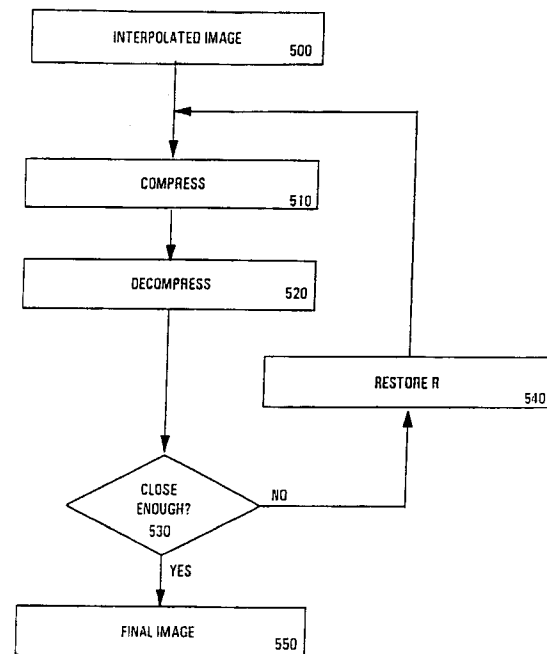 INTERPOLATED IMAGE
500
COMPRESS
510
DECOMPRESS
520
RESTORE R
540
CLOSE
ENOUGH?
530
NO
YES
FINAL IMAGE
550